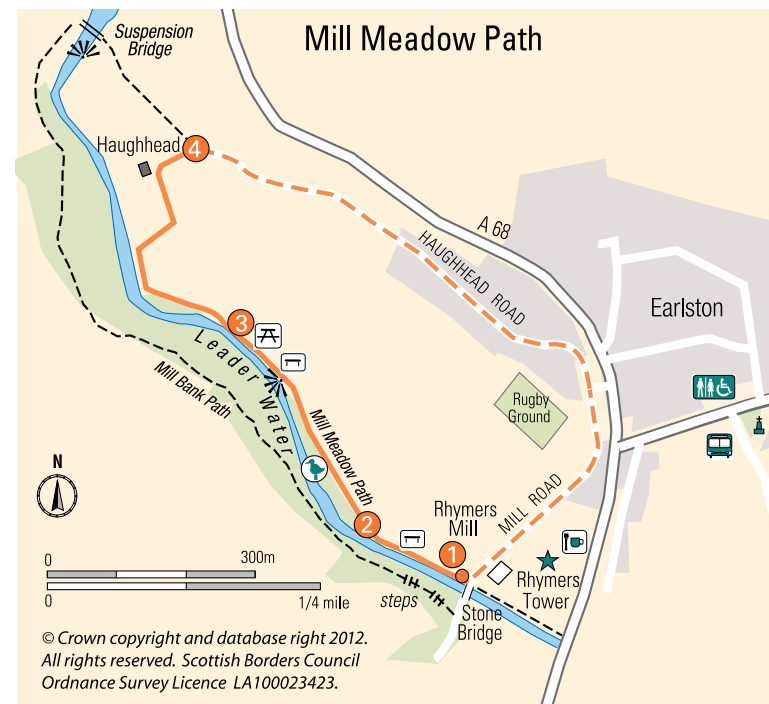 Mill Meadow Path
Suspension
Bridge
Haughhead
4
A 68
HAUGHHEAD ROAD
Earlston
3
Leader Water
Mill Bank Path
Mill Meadow Path
Rugby
Ground
N
MILL ROAD
Rhymers
Mill
2
1
0 300m
0 1/4 mile
steps
Stone
Bridge
Rhymers
Tower
© Crown copyright and database right 2012.
All rights reserved. Scottish Borders Council
Ordnance Survey Licence LA100023423.